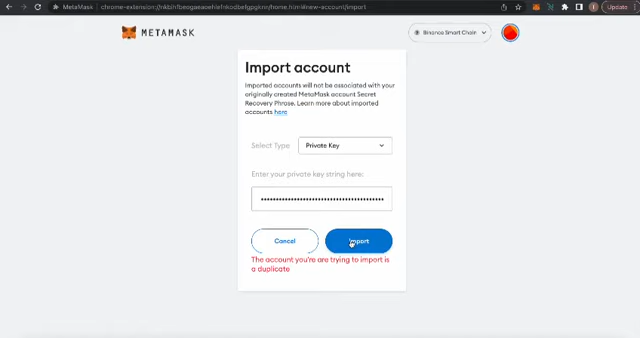 MetaMask
Update
METAMASK
Binance Smart Chain
Import account
Imported accounts will not be associated with your
originally created MetaMask account Secret
Recovery Phrase. Learn more about imported
accounts here
Select Type
Private Key
Enter your private key string here:
Cancel
Import
The account you're are trying to import is
a duplicate